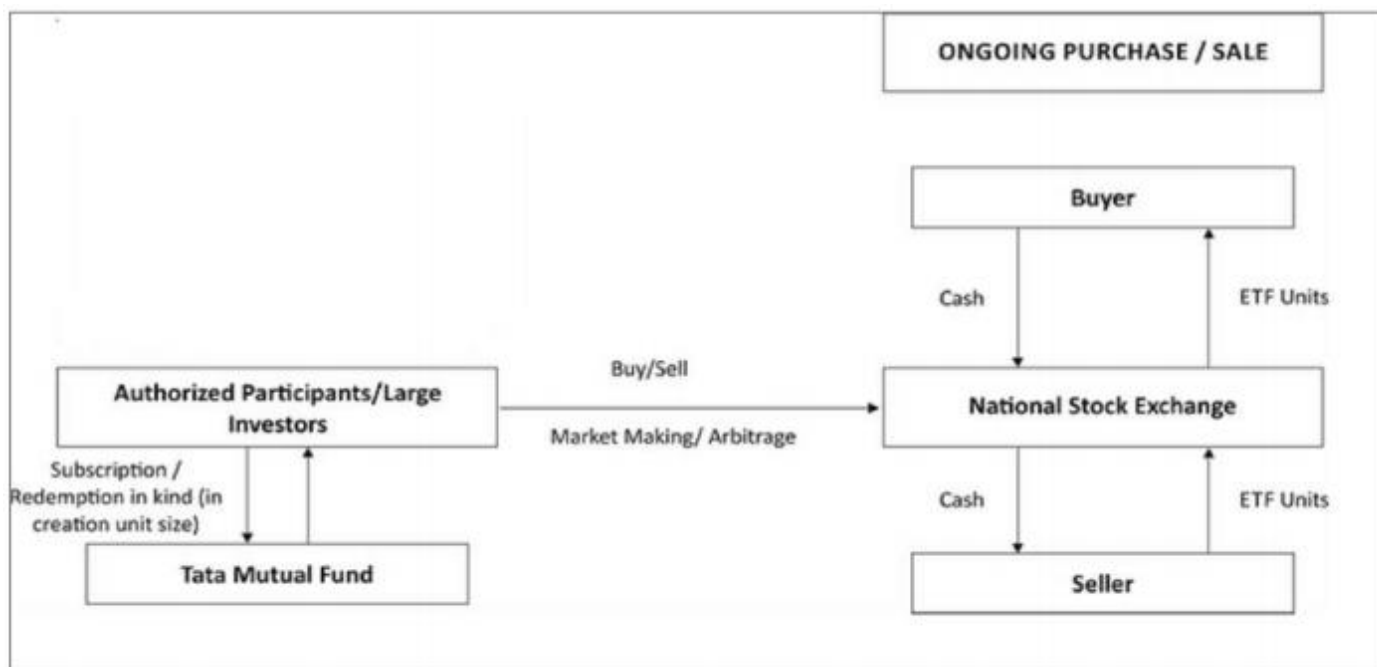 ONGOING PURCHASE / SALE
Buyer
Cash
ETF Units
Buy/Sell
Authorized Participants/Large
Investors
National Stock Exchange
Market Making/ Arbitrage
Subscription /
Redemption in kind (in
creation unit size)
Cash
ETF Units
Tata Mutual Fund
Seller